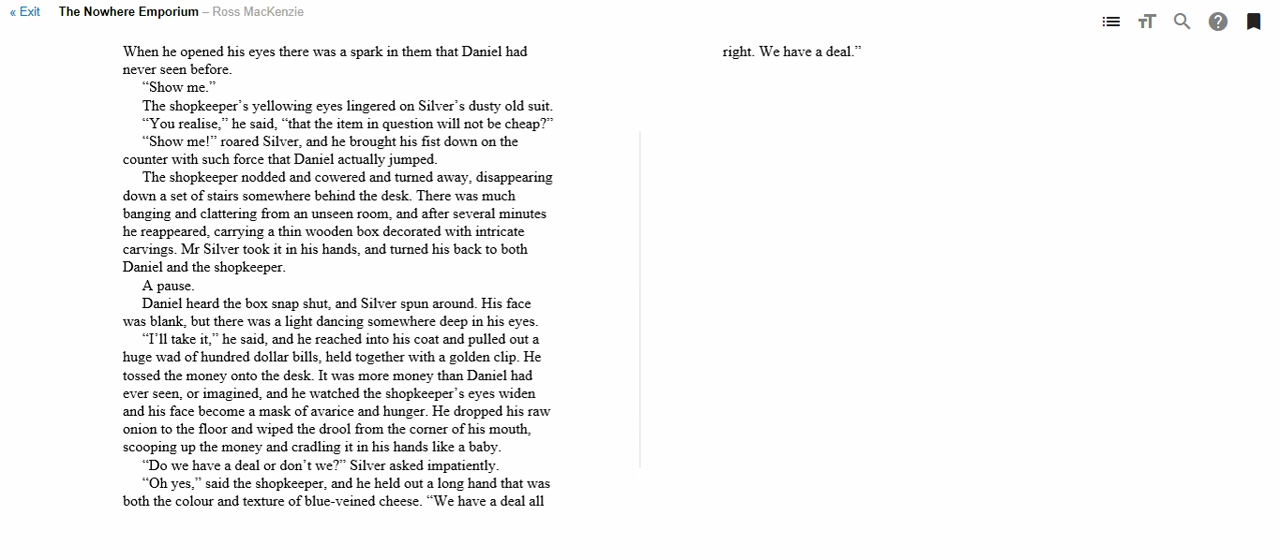 « Exit The Nowhere Emporium – Ross MacKenzie
When he opened his eyes there was a spark in them that Daniel had
never seen before.
“Show me.”
The shopkeeper’s yellowing eyes lingered on Silver’s dusty old suit.
“You realise,” he said, “that the item in question will not be cheap?”
“Show me!” roared Silver, and he brought his fist down on the
counter with such force that Daniel actually jumped.
The shopkeeper nodded and cowered and turned away, disappearing
down a set of stairs somewhere behind the desk. There was much
banging and clattering from an unseen room, and after several minutes
he reappeared, carrying a thin wooden box decorated with intricate
carvings. Mr Silver took it in his hands, and turned his back to both
Daniel and the shopkeeper.
A pause.
Daniel heard the box snap shut, and Silver spun around. His face
was blank, but there was a light dancing somewhere deep in his eyes.
“I’ll take it,” he said, and he reached into his coat and pulled out a
huge wad of hundred dollar bills, held together with a golden clip. He
tossed the money onto the desk. It was more money than Daniel had
ever seen, or imagined, and he watched the shopkeeper’s eyes widen
and his face become a mask of avarice and hunger. He dropped his raw
onion to the floor and wiped the drool from the corner of his mouth,
scooping up the money and cradling it in his hands like a baby.
“Do we have a deal or don’t we?” Silver asked impatiently.
“Oh yes,” said the shopkeeper, and he held out a long hand that was
both the colour and texture of blue-veined cheese. “We have a deal all
right. We have a deal.”